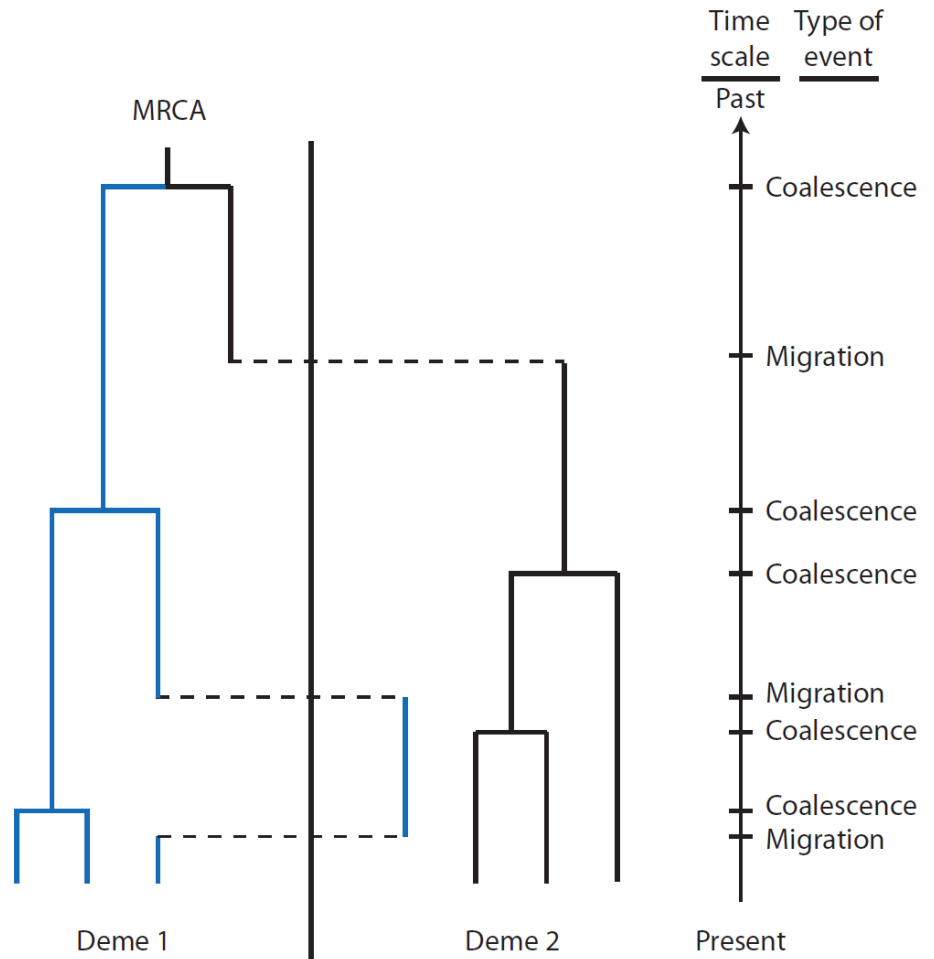 Time
scale
Type of
event
Past
MRCA
Coalescence
Migration
Coalescence
Coalescence
Migration
Coalescence
Coalescence
Migration
Deme 1
Deme 2
Present